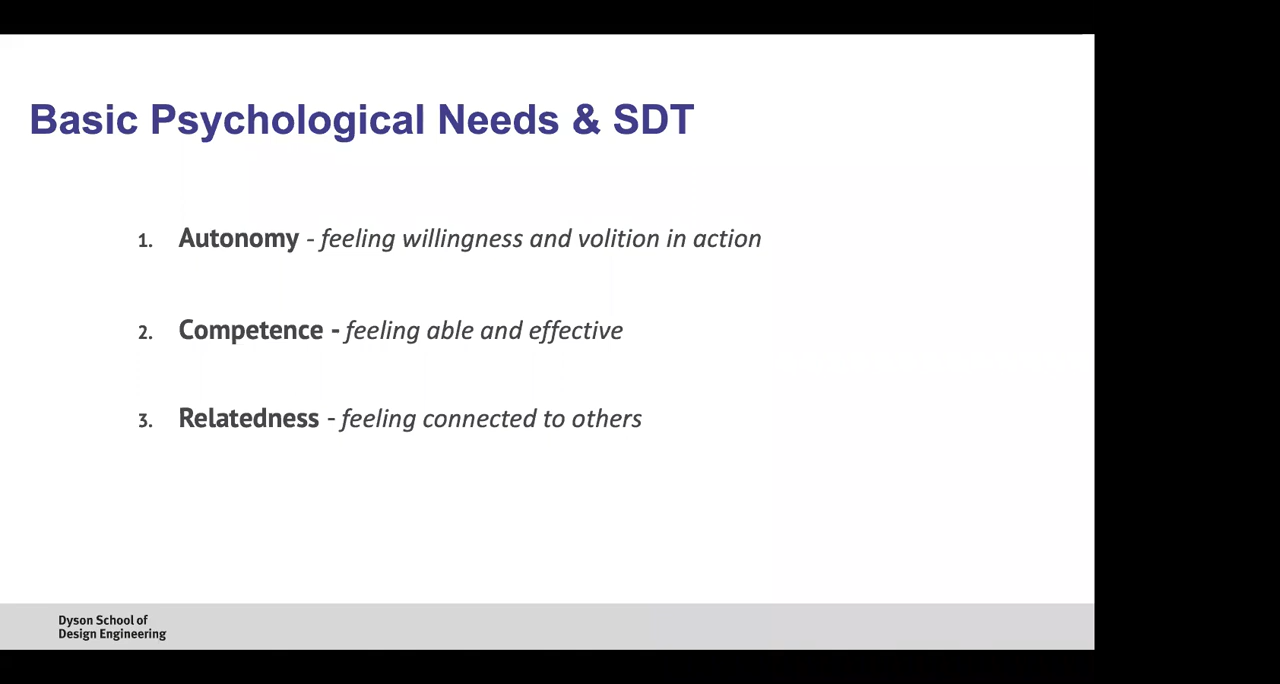 Basic Psychological Needs & SDT
1. Autonomy - feeling willingness and volition in action
2. Competence - feeling able and effective
3. Relatedness - feeling connected to others
Dyson School of
Design Engineering